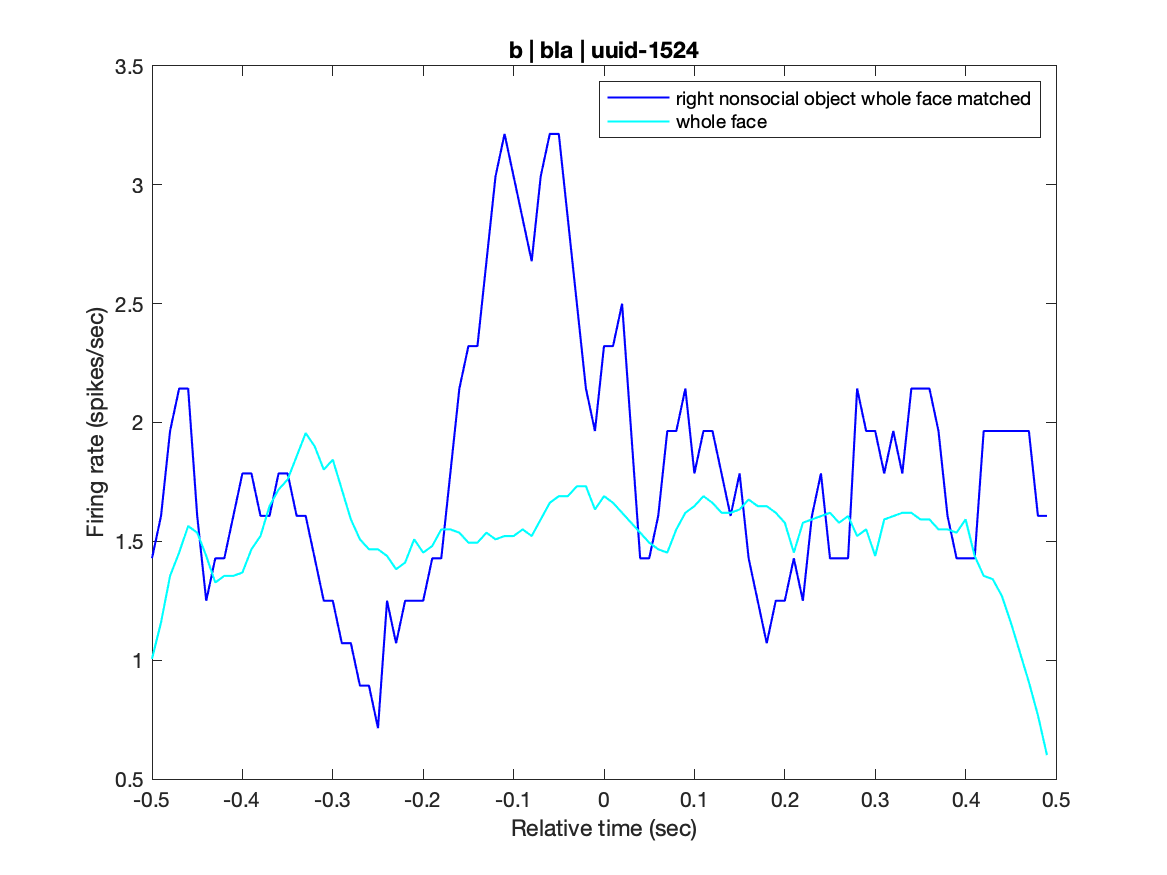 b | bla | uuid-1524
right nonsocial object whole face matched
whole face
Firing rate (spikes/sec)
3.5
3
2.5
2
1.5
1
0.5
-0.5 -0.4 -0.3 -0.2 -0.1 0 0.1 0.2 0.3 0.4 0.5
Relative time (sec)